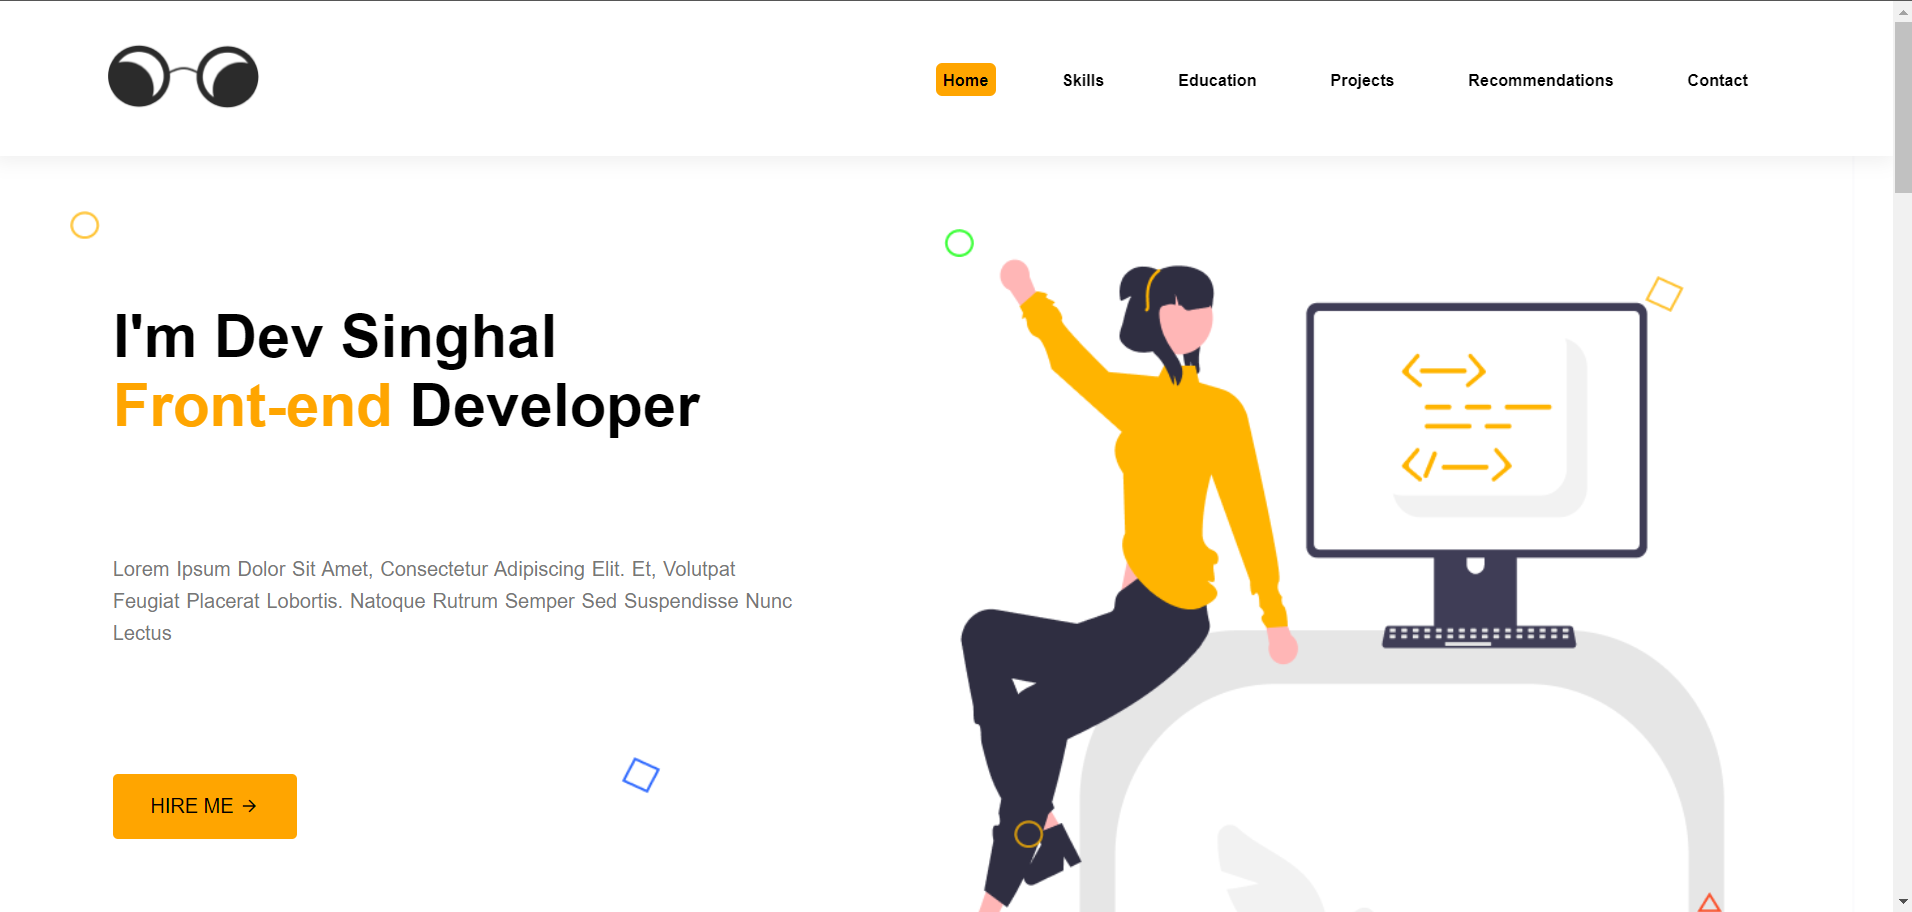 Home Skills Education Projects Recommendations Contact
I'm Dev Singhal
Front-end Developer
Lorem Ipsum Dolor Sit Amet, Consectetur Adipiscing Elit. Et, Volutpat
Feugiat Placerat Lobortis. Natoque Rutrum Semper Sed Suspendisse Nunc
Lectus
HIRE ME →